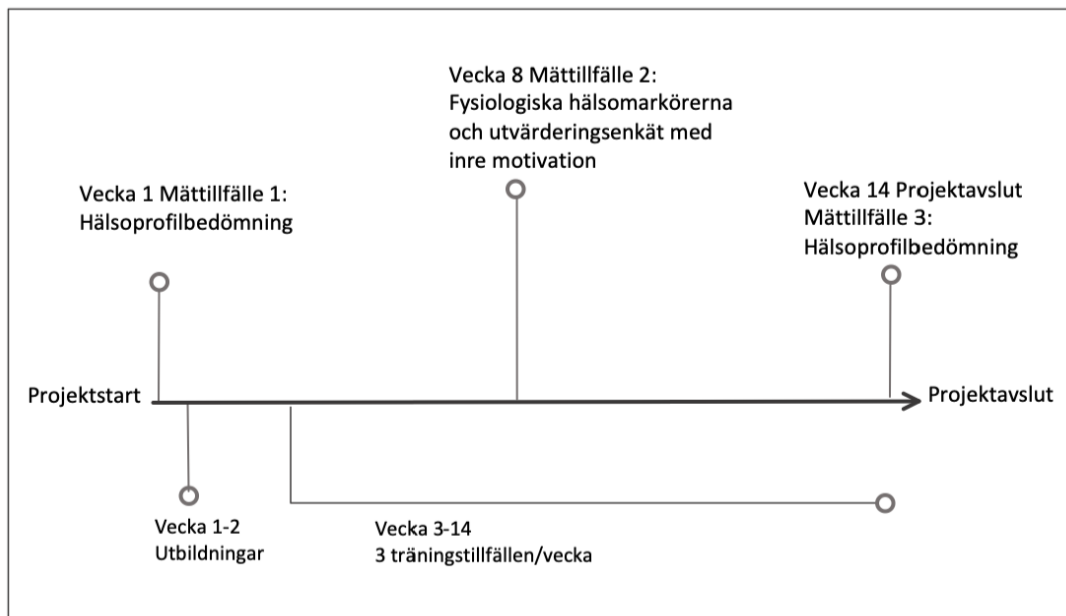 Vecka 8 Mättillfälle 2:
Fysiologiska hälsomarkörerna
och utvärderingsenkät med
inre motivation
Vecka 1 Mättillfälle 1:
Hälsoprofilbedömning
Vecka 14 Projektavslut
Mättillfälle 3:
Hälsoprofilbedömning
Projektstart
Projektavslut
Vecka 1-2
Utbildningar
Vecka 3-14
3 träningstillfällen/vecka